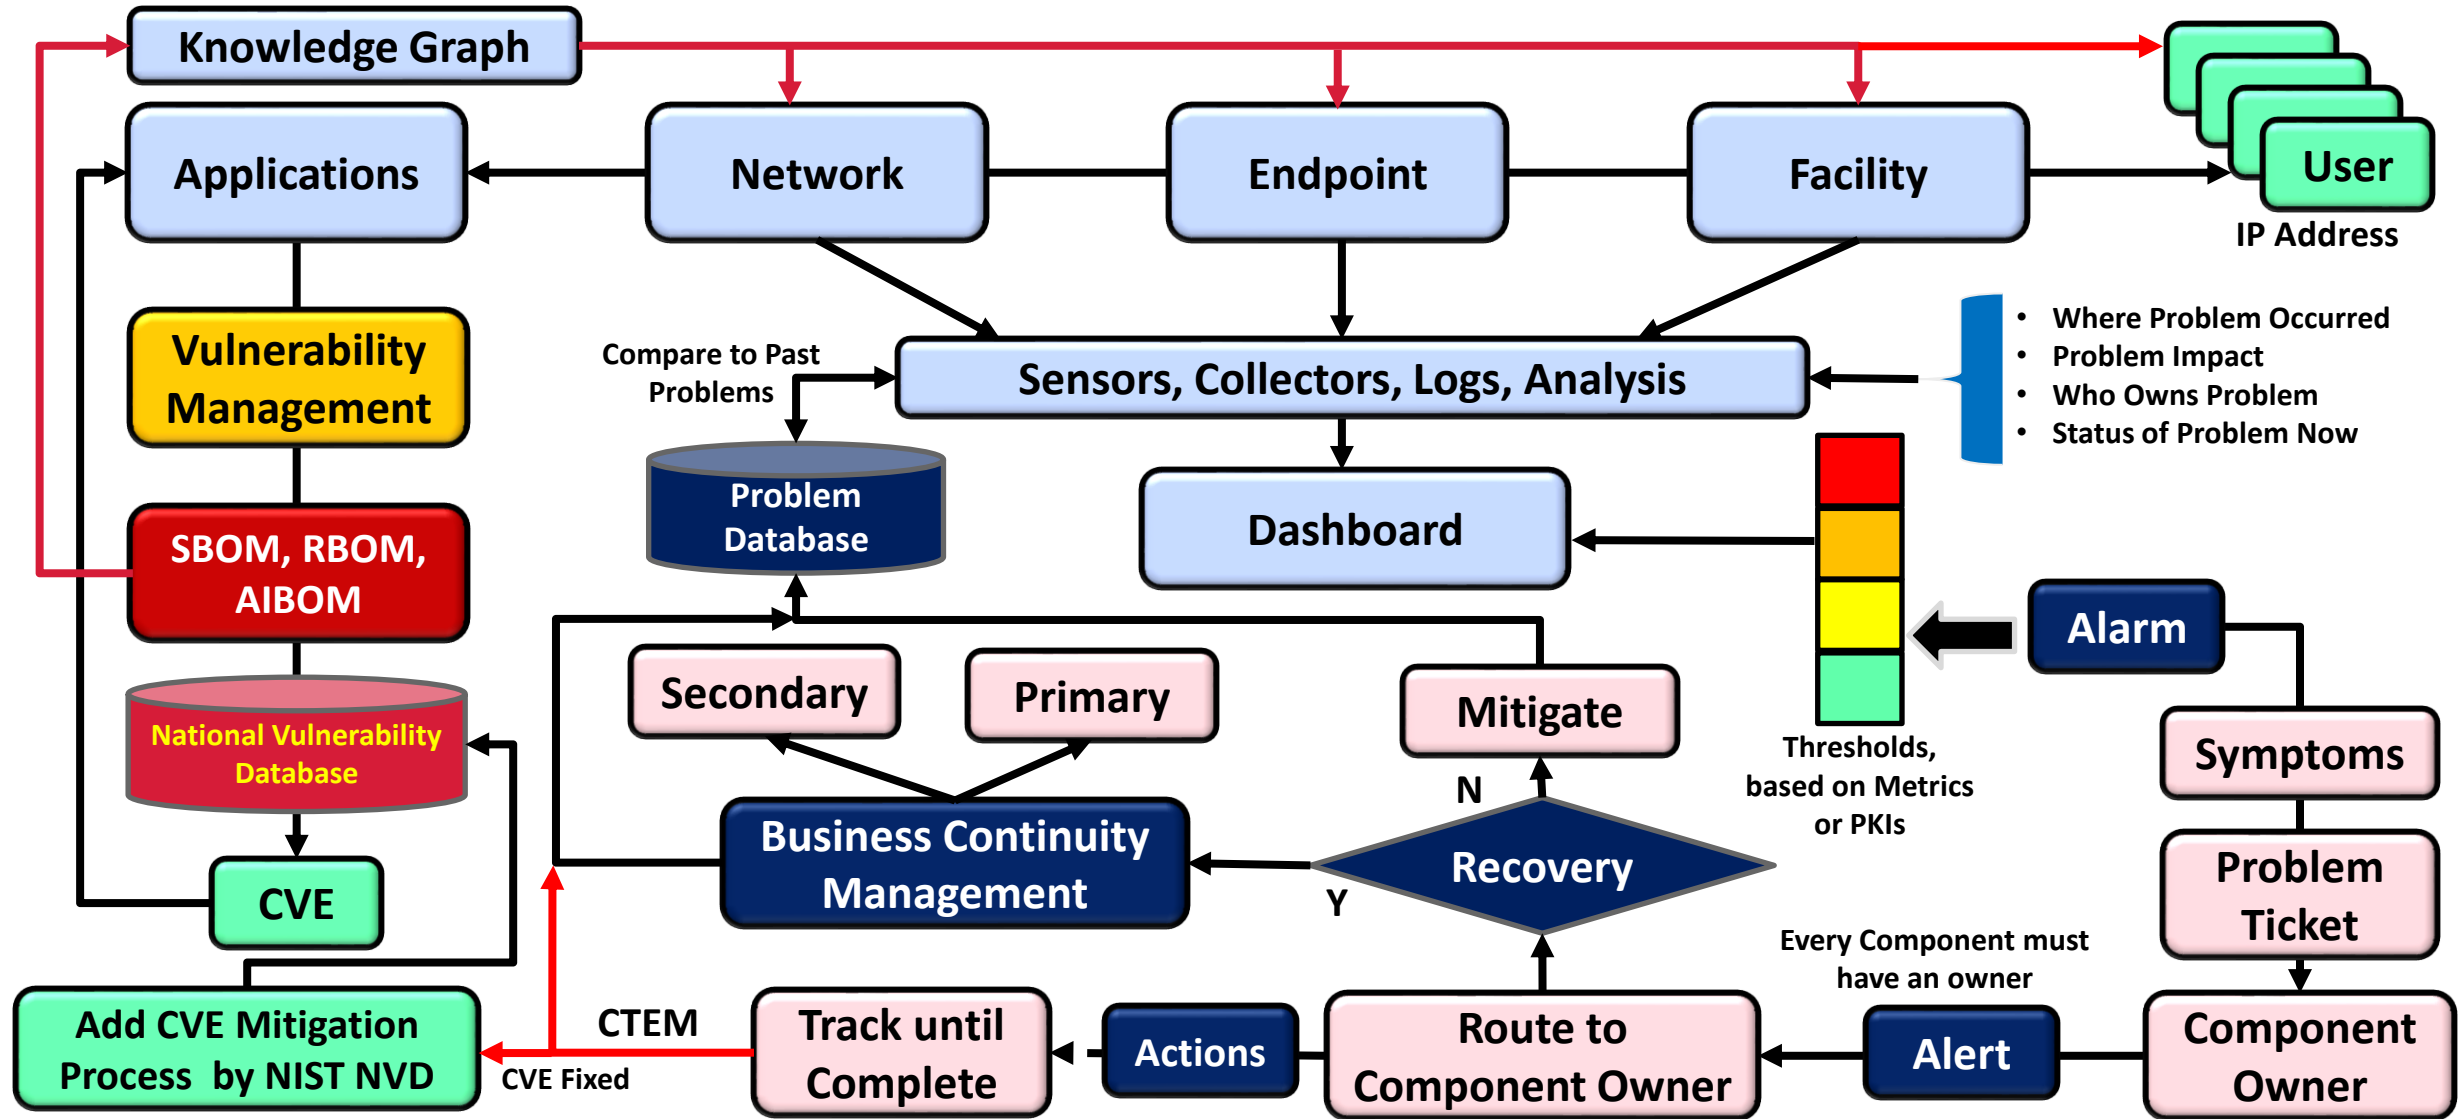 Knowledge Graph
Applications
Network
Endpoint
Facility
User
IP Address
Vulnerability
Management
Compare to Past
Problems
Sensors, Collectors, Logs, Analysis
• Where Problem Occurred
• Problem Impact
• Who Owns Problem
• Status of Problem Now
Problem
Database
Dashboard
SBOM, RBOM,
AIBOM
Alarm
Secondary
Primary
Mitigate
National Vulnerability
Database
Thresholds,
based on Metrics
or PKIs
Symptoms
N
Business Continuity
Management
Recovery
Y
Problem
Ticket
CVE
Every Component must
have an owner
Add CVE Mitigation
Process by NIST NVD
CTEM
CVE Fixed
Track until
Complete
Actions
Route to
Component Owner
Alert
Component
Owner